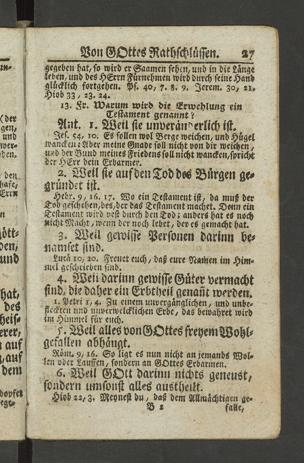 Von GOttes Rathschlüssen. 27
gegeben hat, so wird er Saamen sehen, und in die Länge
leben, und des HErrn Fürnehmen wird durch seine Hand
glücklich fortgehen. Ps. 40, 7. 8. 9. Jerem. 30, 21.
Hiob 33, 23. 24.
13. Fr. Warum wird die Erwehlung ein
Testament genannt?
Ant. 1. Weil sie unveränderlich ist.
Jes. 54, 10. Es sollen wol Berge weichen, und Hügel
wancken: Aber meine Gnade soll nicht von dir weichen,
und der Bund meines Friedens soll nicht wancken, spricht
der HErr dein Erbarmer.
2. Weil sie auf den Tod des Bürgen ge-
gründet ist.
Hebr. 9, 16. 17. Wo ein Testament ist, da muß der
Tod geschehen, des, der das Testament machet. Denn ein
Testament wird vest durch den Tod: anders hat es noch
nicht Macht, wenn der noch lebet, der es gemacht hat.
3. Weil gewisse Personen darinn be-
namset sind.
Lucä 10, 20. Freuet euch, daß eure Namen im Him-
mel geschrieben sind.
4. Weil darinn gewisse Güter vermacht
sind, die daher ein Erbtheil genañt werden.
1. Petri 1, 4. Zu einem unvergänglichen, und unbe-
fleckten und unverwelklichen Erbe, das bewahret wird
im Himmel für euch.
5. Weil alles von GOttes freyem Wohl-
gefallen abhängt.
Röm. 9, 16. So ligt es nun nicht an jemands Wol-
len oder Lauffen, sondern an GOttes Erbarmen.
6. Weil GOtt darinn nichts geneust,
sondern umsonst alles austheilt.
Hiob 22, 3. Meynest du, daß dem Allmächtigen ge-
B 2 falle,